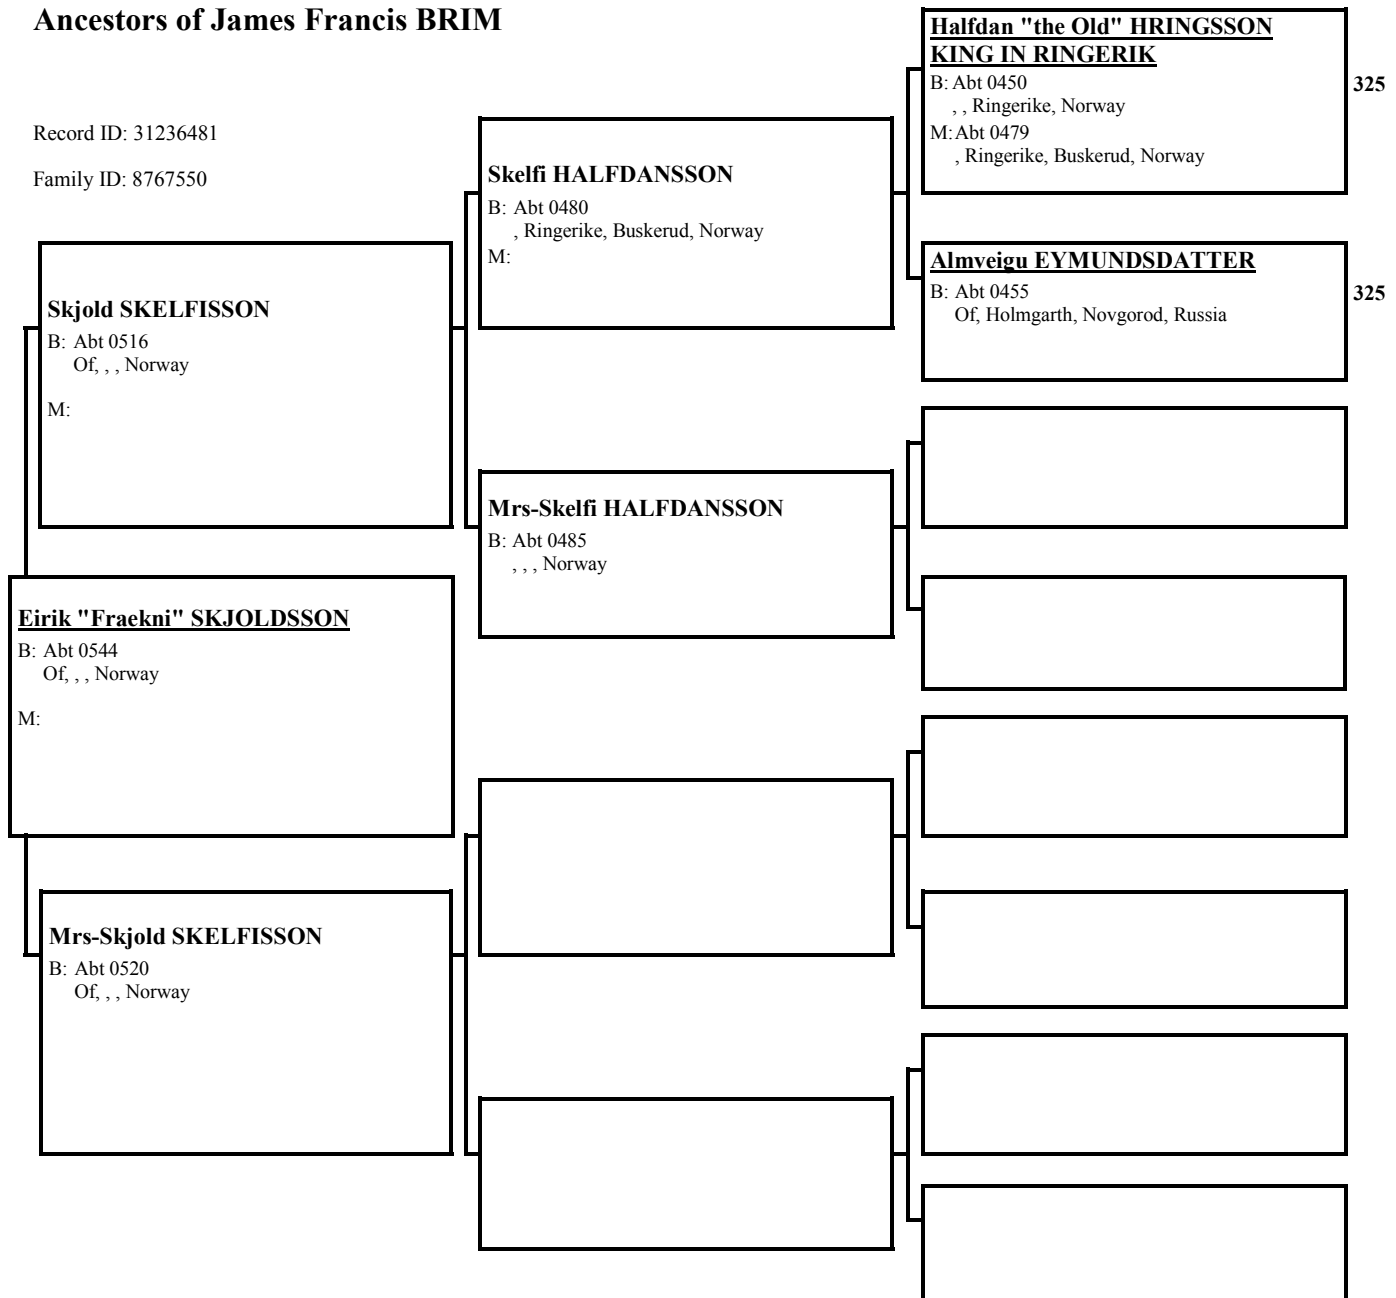 Ancestors of James Francis BRIM
Record ID: 31236481
Family ID: 8767550
Halfdan "the Old" HRINGSSON
KING IN RINGERIK
B: Abt 0450
, , Ringerike, Norway
M: Abt 0479
, Ringerike, Buskerud, Norway
325
Skelfi HALFDANSSON
B: Abt 0480
, Ringerike, Buskerud, Norway
M:
Almveigu EYMUNDSDATTER
B: Abt 0455
Of, Holmgarth, Novgorod, Russia
325
Skjold SKELFISSON
B: Abt 0516
Of, , , Norway
M:
Mrs-Skelfi HALFDANSSON
B: Abt 0485
, , , Norway
Eirik "Fraekni" SKJOLDSSON
B: Abt 0544
Of, , , Norway
M:
Mrs-Skjold SKELFISSON
B: Abt 0520
Of, , , Norway